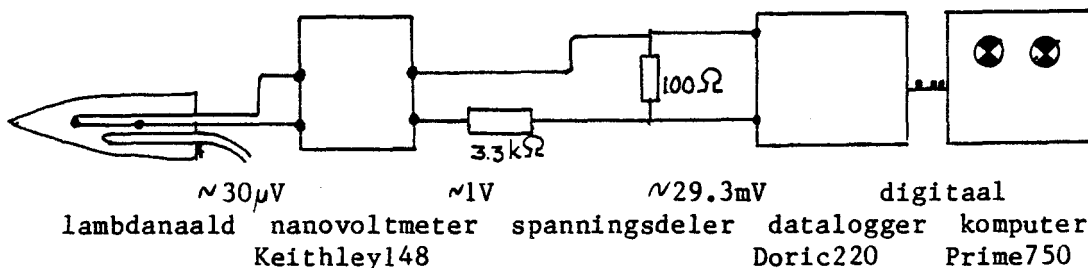 100Ω
3.3kΩ
~30μV ~1V ~29.3mV digitaal
lambdanaald nanovoltmeter spanningsdeler datalogger komputer
Keithley148 Doric220 Prime750